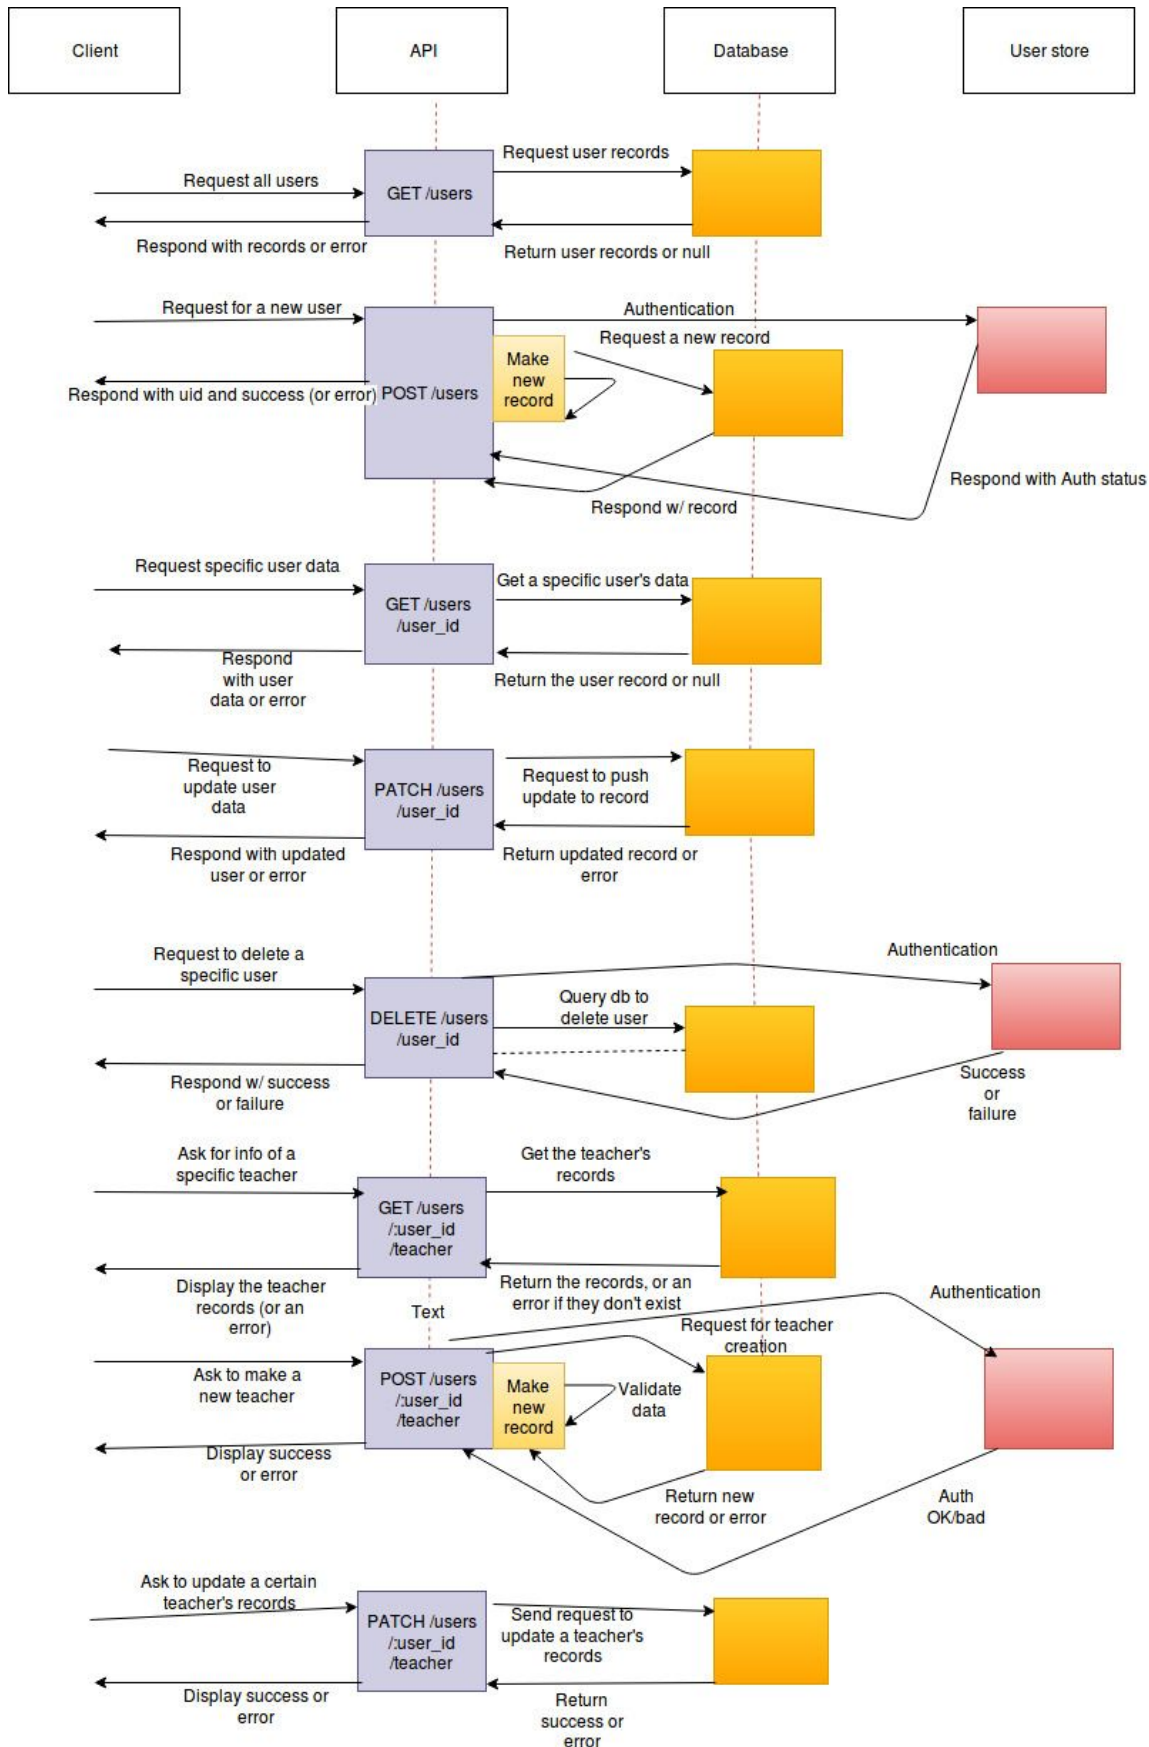 Client
API
Database
User store
Request user records
Request all users
GET /users
Respond with records or error
Return user records or null
Request for a new user
Authentication
Request a new record
Make
new
record
POST /users
Respond with uid and success (or error)
Respond with Auth status
Respond w/ record
Request specific user data
Get a specific user's data
GET /users
/user_id
Respond
with user
data or error
Return the user record or null
Request to
update user
data
PATCH /users
/user_id
Request to push
update to record
Respond with updated
user or error
Return updated record or
error
Request to delete a
specific user
Authentication
DELETE /users
/user_id
Query db to
delete user
Respond w/ success
or failure
Success
or
failure
Ask for info of a
specific teacher
Get the teacher's
records
GET /users
/:user_id
/teacher
Display the teacher
records (or an
error)
Return the records, or an
error if they don't exist
Text
Authentication
Request for teacher
creation
Ask to make a
new teacher
POST /users
/:user_id
/teacher
Make
new
record
Validate
data
Display success
or error
Return new
record or error
Auth
OK/bad
Ask to update a certain
teacher's records
PATCH /users
/:user_id
/teacher
Send request to
update a teacher's
records
Display success or
error
Return
success or
error